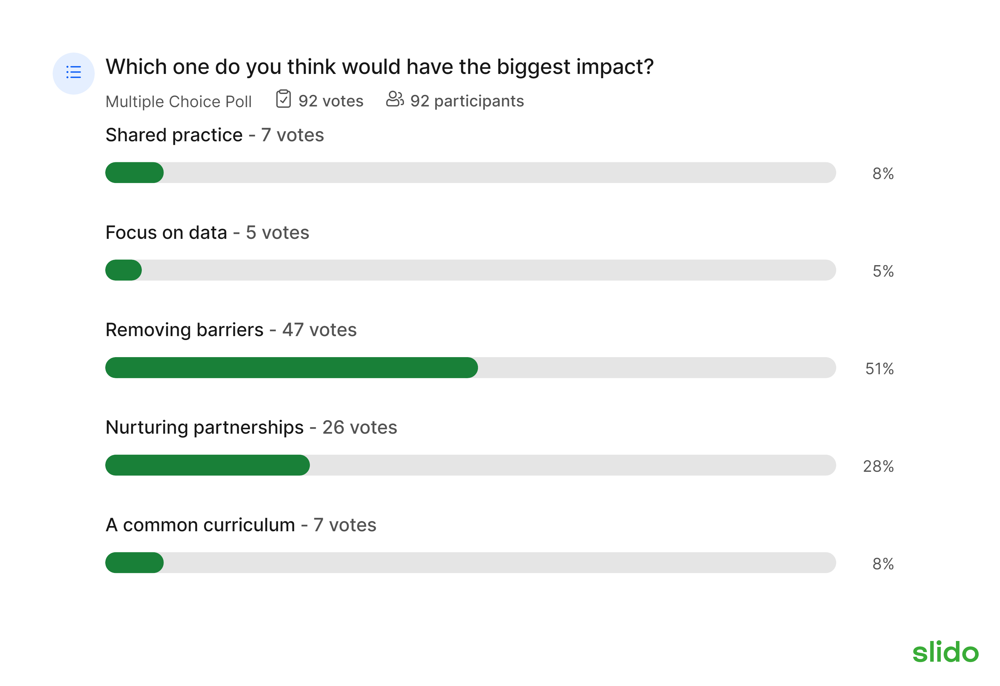 Which one do you think would have the biggest impact?
Multiple Choice Poll 92 votes 92 participants
Shared practice - 7 votes
8%
Focus on data - 5 votes
5%
Removing barriers - 47 votes
51%
Nurturing partnerships - 26 votes
28%
A common curriculum - 7 votes
8%
slido